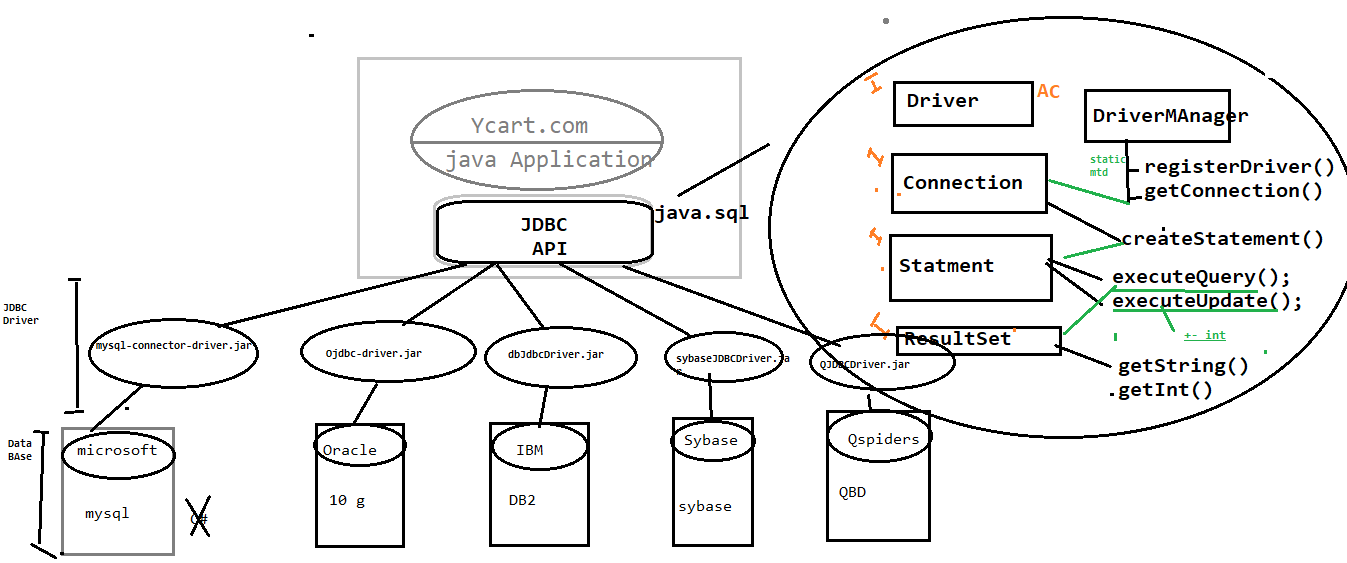 Ycart.com
java Application
JDBC
API
java.sql
I
Driver
AC
DriverMAnager
static
mtd
registerDriver()
getConnection()
I
Connection
createStatement()
I
Statment
executeQuery();
executeUpdate();
+- int
I
ResultSet
getString()
.getInt()
JDBC
Driver
mysql-connector-driver.jar
Ojdbc-driver.jar
dbJdbcDriver.jar
sybaseJDBCDriver.ja
QJDBCDriver.jar
Data
BAse
microsoft
mysql
C#
Oracle
10 g
IBM
DB2
Sybase
sybase
Qspiders
QBD